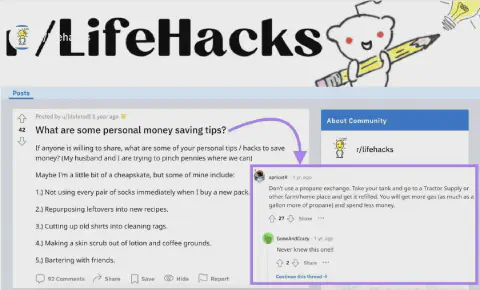 r/LifeHacks
Posts
Posted by u/[deleted] 1 year ago
42
What are some personal money saving tips?
If anyone is willing to share, what are some of your personal tips / hacks to save
money? (My husband and I are trying to pinch pennies where we can)
Maybe I'm a little bit of a cheapskate, but some of mine include:
1.) Not using every pair of socks immediately when I buy a new pack.
2.) Repurposing leftovers into new recipes.
3.) Cutting up old shirts into cleaning rags.
4.) Making a skin scrub out of lotion and coffee grounds.
5.) Bartering with friends.
92 Comments Share Save Hide Report
About Community
r/lifehacks
1 yr. ago
Don't use a propane exchange. Take your tank and go to a Tractor Supply or
other farm/home place and get it refilled. You will get more gas (as much as a
gallon more of propane) and spend less money.
27 Share ...
SameAndCrazy · 1 yr. ago
Never knew this one!!
2 Share ...
Continue this thread →